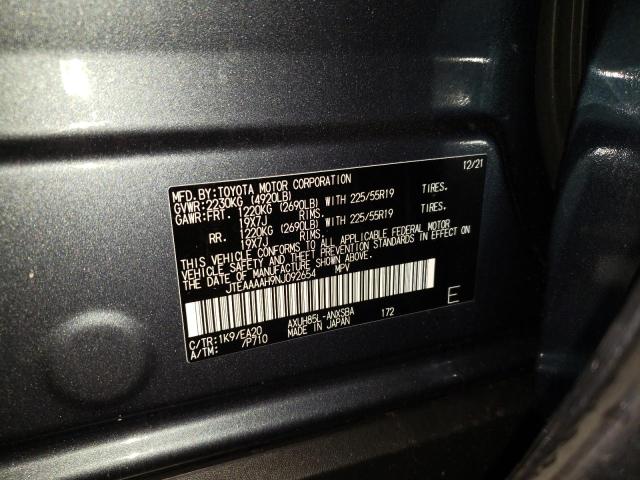 MFD.BY:TOYOTA MOTOR CORPORATION 12/21
GVWR:2230KG (4920LB)
GAWR:FRT. 1220KG (2690LB) WITH 225/55R19 TIRES.
19X7J RIMS.
RR. 1220KG (2690LB) WITH 225/55R19 TIRES.
19X7J RIMS.
THIS VEHICLE CONFORMS TO ALL APPLICABLE FEDERAL MOTOR
VEHICLE SAFETY AND THEFT PREVENTION STANDARDS IN EFFECT ON
THE DATE OF MANUFACTURE SHOWN ABOVE.
JTEAAAAH9NJ092654 MPV
E
C/TR:1K9/EA20 AXUH85L-ANXSBA 172
A/TM: /P710 MADE IN JAPAN